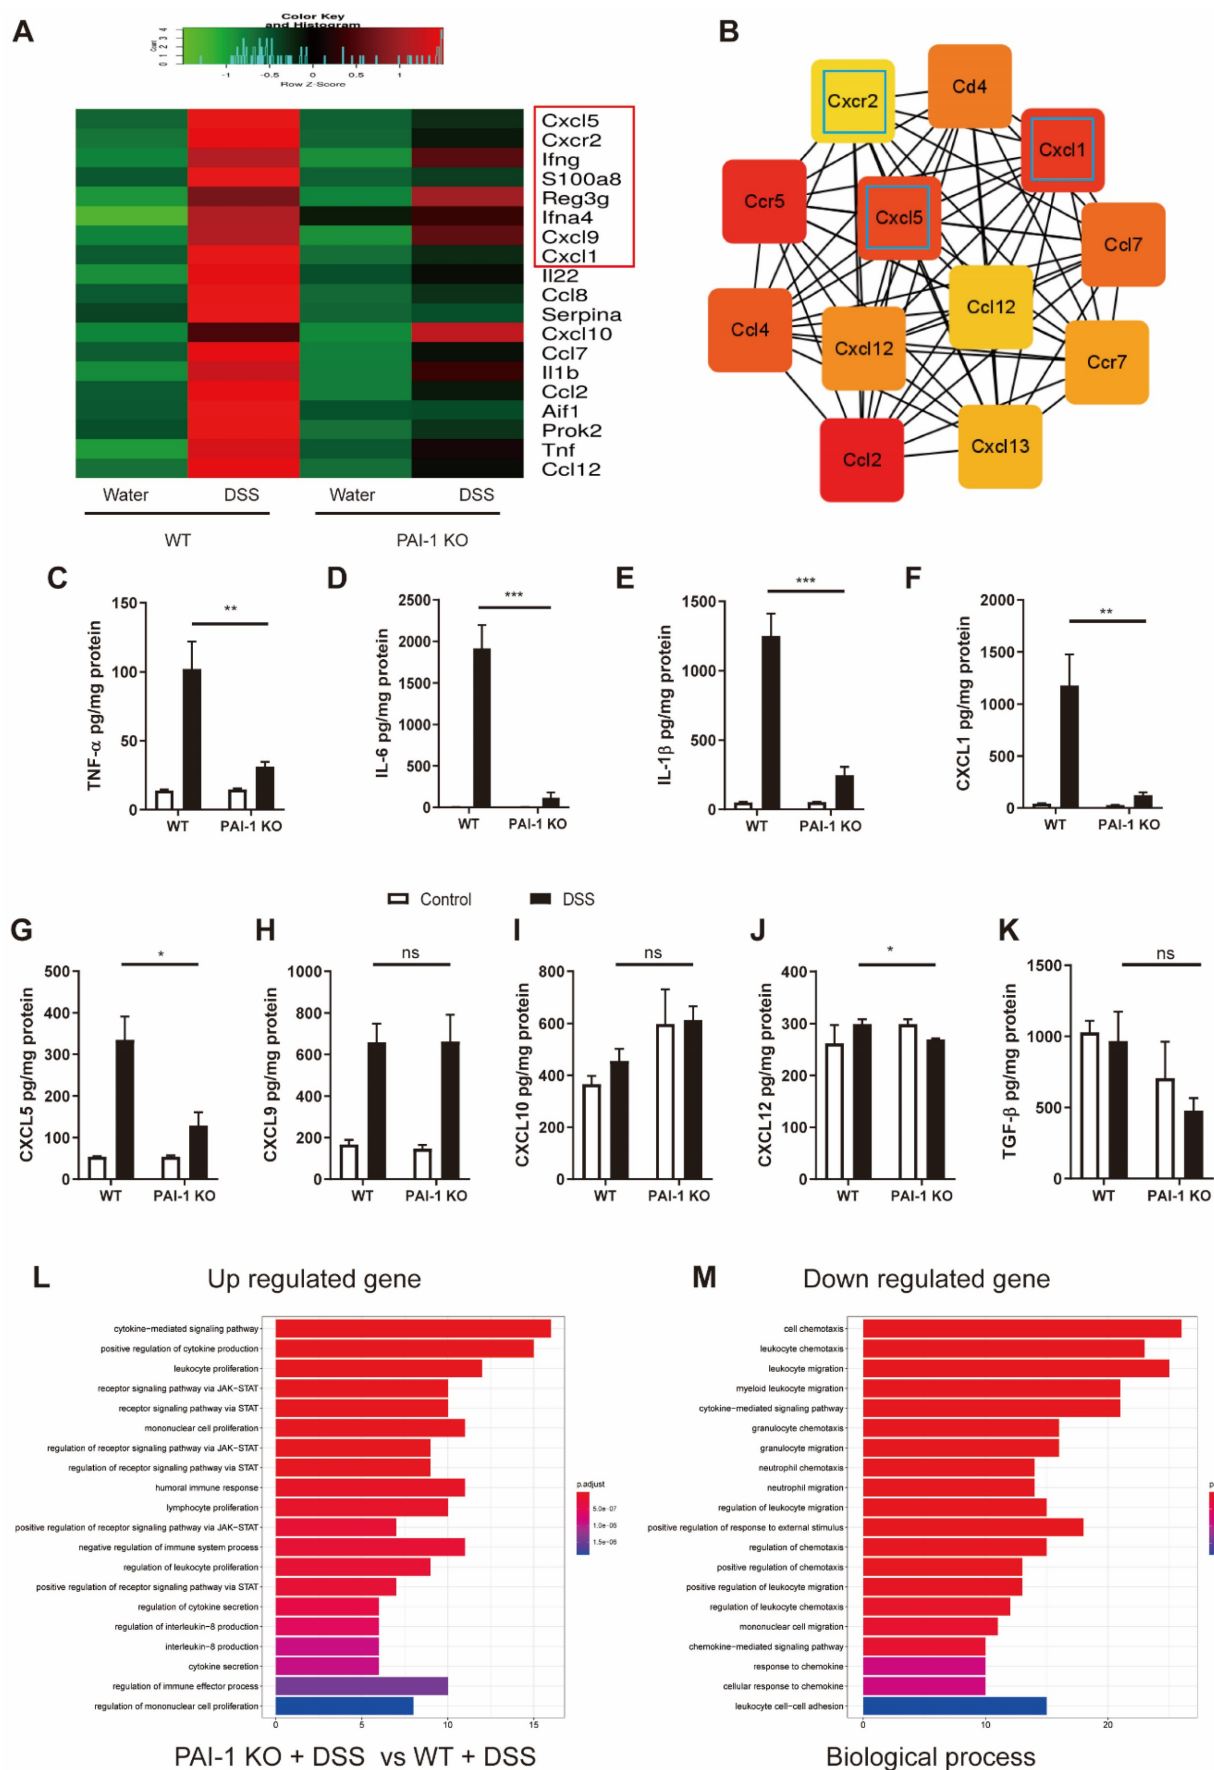 A
Color Key
and Histogram
Count
0 1 2 3 4
-1 -0.5 0 0.5 1
Row Z-Score
Cxcl5
Cxcr2
Ifng
S100a8
Reg3g
Ifna4
Cxcl9
Cxcl1
Il22
Ccl8
Serpina
Cxcl10
Ccl7
Il1b
Ccl2
Aif1
Prok2
Tnf
Ccl12
Water DSS Water DSS
WT PAI-1 KO
B
Cxcr2
Cd4
Cxcl1
Ccr5
Cxcl5
Ccl7
Ccl12
Ccl4
Cxcl12
Ccr7
Ccl2
Cxcl13
C
TNF-α pg/mg protein
150
100
50
0
**
WT PAI-1 KO
D
IL-6 pg/mg protein
2500
2000
1500
1000
500
0
***
WT PAI-1 KO
E
IL-1β pg/mg protein
1500
1000
500
0
***
WT PAI-1 KO
F
CXCL1 pg/mg protein
2000
1500
1000
500
0
**
WT PAI-1 KO
Control DSS
G
CXCL5 pg/mg protein
500
400
300
200
100
0
*
WT PAI-1 KO
H
CXCL9 pg/mg protein
1000
800
600
400
200
0
ns
WT PAI-1 KO
I
CXCL10 pg/mg protein
800
600
400
200
0
ns
WT PAI-1 KO
J
CXCL12 pg/mg protein
400
300
200
100
0
*
WT PAI-1 KO
K
TGF-β pg/mg protein
1500
1000
500
0
ns
WT PAI-1 KO
L
Up regulated gene
cytokine-mediated signaling pathway
positive regulation of cytokine production
leukocyte proliferation
receptor signaling pathway via JAK-STAT
receptor signaling pathway via STAT
mononuclear cell proliferation
regulation of receptor signaling pathway via JAK-STAT
regulation of receptor signaling pathway via STAT
humoral immune response
lymphocyte proliferation
positive regulation of receptor signaling pathway via JAK-STAT
negative regulation of immune system process
regulation of leukocyte proliferation
positive regulation of receptor signaling pathway via STAT
regulation of cytokine secretion
regulation of interleukin-8 production
interleukin-8 production
cytokine secretion
regulation of immune effector process
regulation of mononuclear cell proliferation
0 5 10 15
p.adjust
5.0e-07
1.0e-06
1.5e-06
PAI-1 KO + DSS vs WT + DSS
M
Down regulated gene
cell chemotaxis
leukocyte chemotaxis
leukocyte migration
myeloid leukocyte migration
cytokine-mediated signaling pathway
granulocyte chemotaxis
granulocyte migration
neutrophil chemotaxis
neutrophil migration
regulation of leukocyte migration
positive regulation of response to external stimulus
regulation of chemotaxis
positive regulation of chemotaxis
positive regulation of leukocyte migration
regulation of leukocyte chemotaxis
mononuclear cell migration
chemokine-mediated signaling pathway
response to chemokine
cellular response to chemokine
leukocyte cell-cell adhesion
0 10 20
p
Biological process